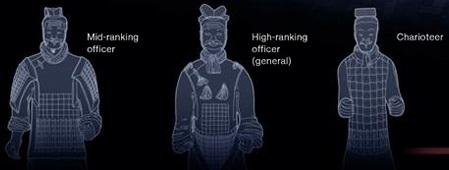 Mid-ranking
officer
High-ranking
officer
(general)
Charioteer